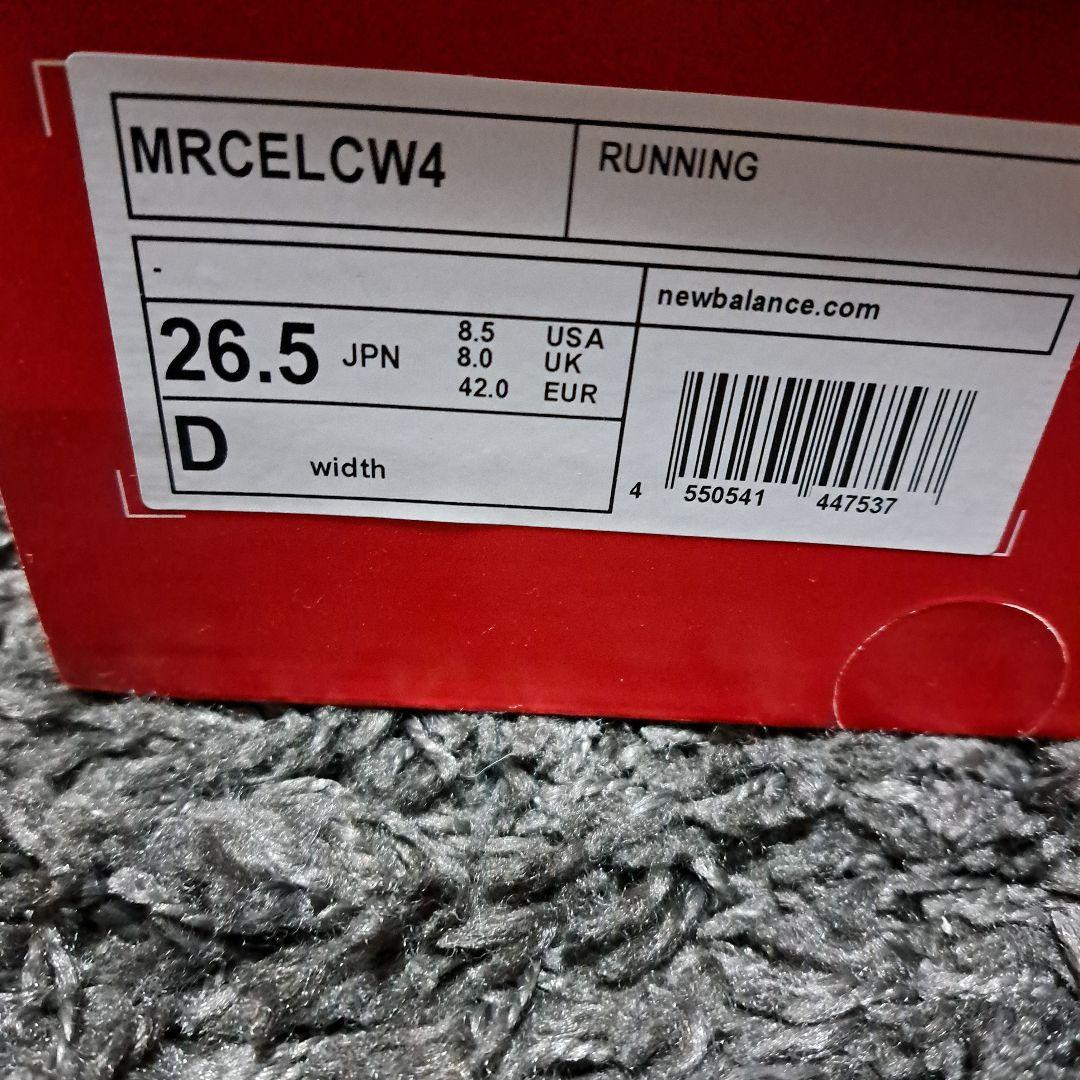 MRCELCW4
RUNNING
-
newbalance.com
26.5 JPN
8.5 USA
8.0 UK
42.0 EUR
D width
4 550541 447537